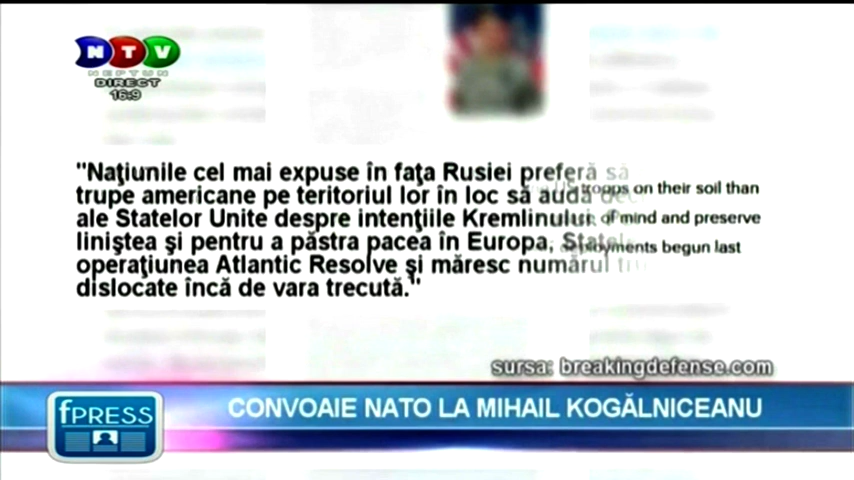 NTV
NEPTUN
DIRECT
16:9
"Naţiunile cel mai expuse în faţa Rusiei preferă să
trupe americane pe teritoriul lor în loc să audă
ale Statelor Unite despre intenţiile Kremlinului
liniştea şi pentru a păstra pacea în Europa,
operaţiunea Atlantic Resolve şi măresc numărul
dislocate încă de vara trecută."
US troops on their soil than
of mind and preserve
deployments begun last
sursa: breakingdefense.com
fPRESS
CONVOAIE NATO LA MIHAIL KOGĂLNICEANU